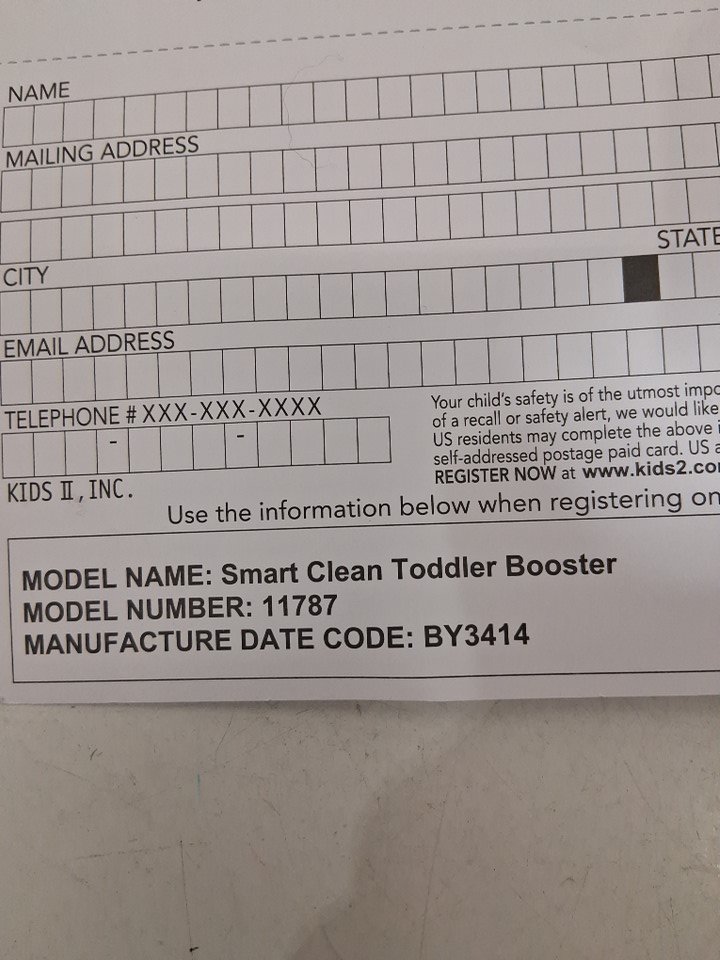 NAME
MAILING ADDRESS
CITY
STATE
EMAIL ADDRESS
TELEPHONE # XXX-XXX-XXXX
- -
KIDS II, INC.
Your child's safety is of the utmost
of a recall or safety alert, we would like
US residents may complete the above
self-addressed postage paid card. US
REGISTER NOW at www.kids2.co
Use the information below when registering on
MODEL NAME: Smart Clean Toddler Booster
MODEL NUMBER: 11787
MANUFACTURE DATE CODE: BY3414